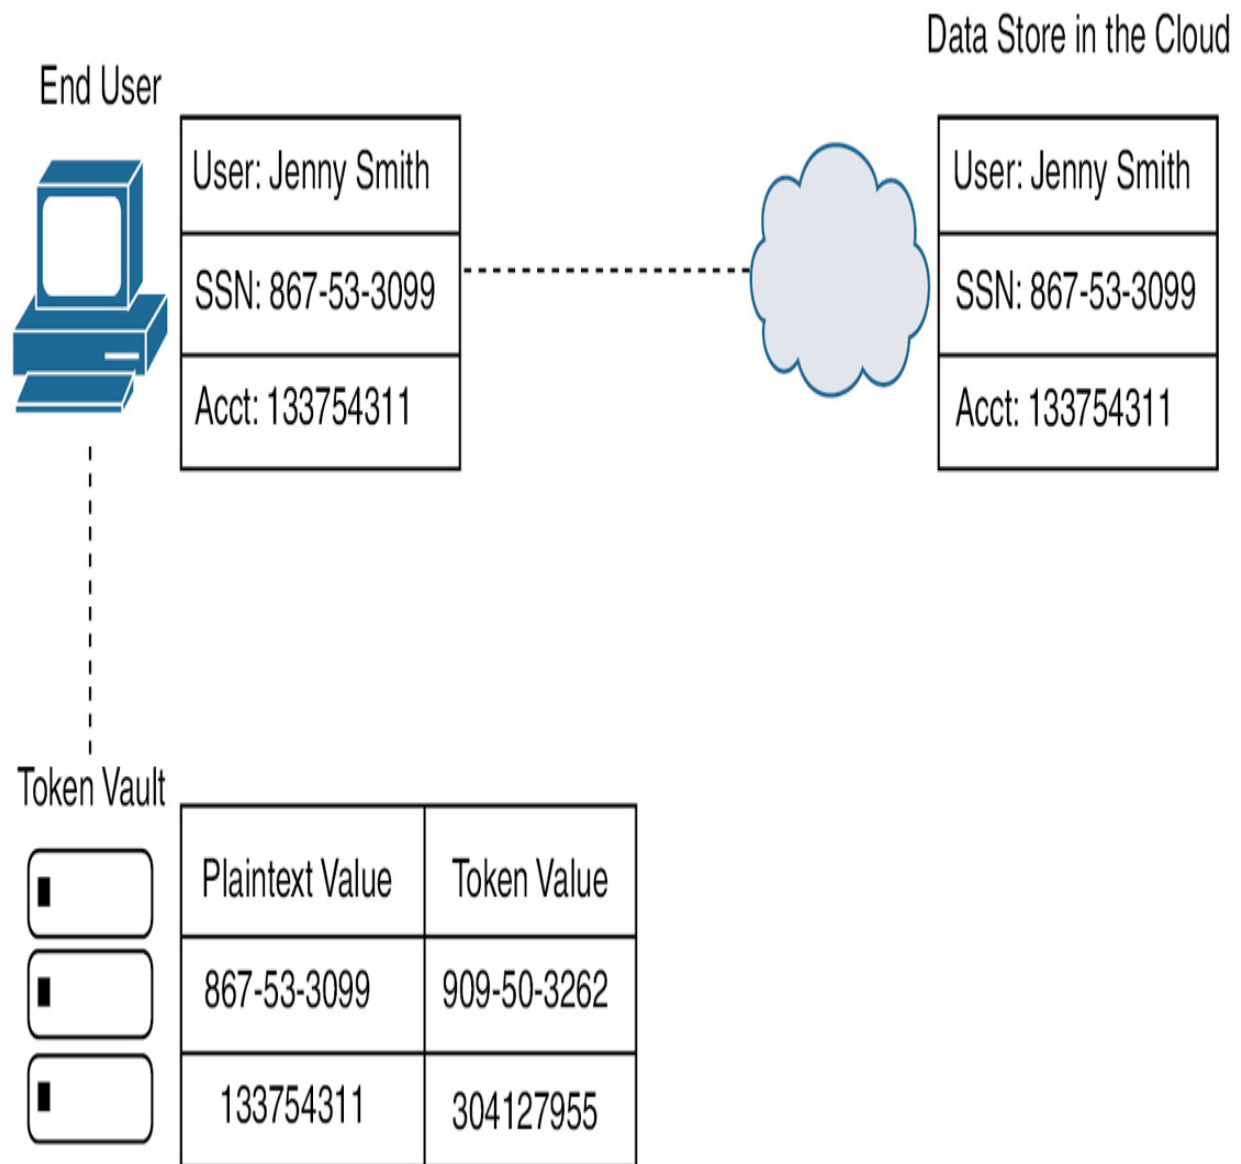 Data Store in the Cloud
End User
User: Jenny Smith
SSN: 867-53-3099
Acct: 133754311
User: Jenny Smith
SSN: 867-53-3099
Acct: 133754311
Token Vault
Plaintext Value
Token Value
867-53-3099
909-50-3262
133754311
304127955